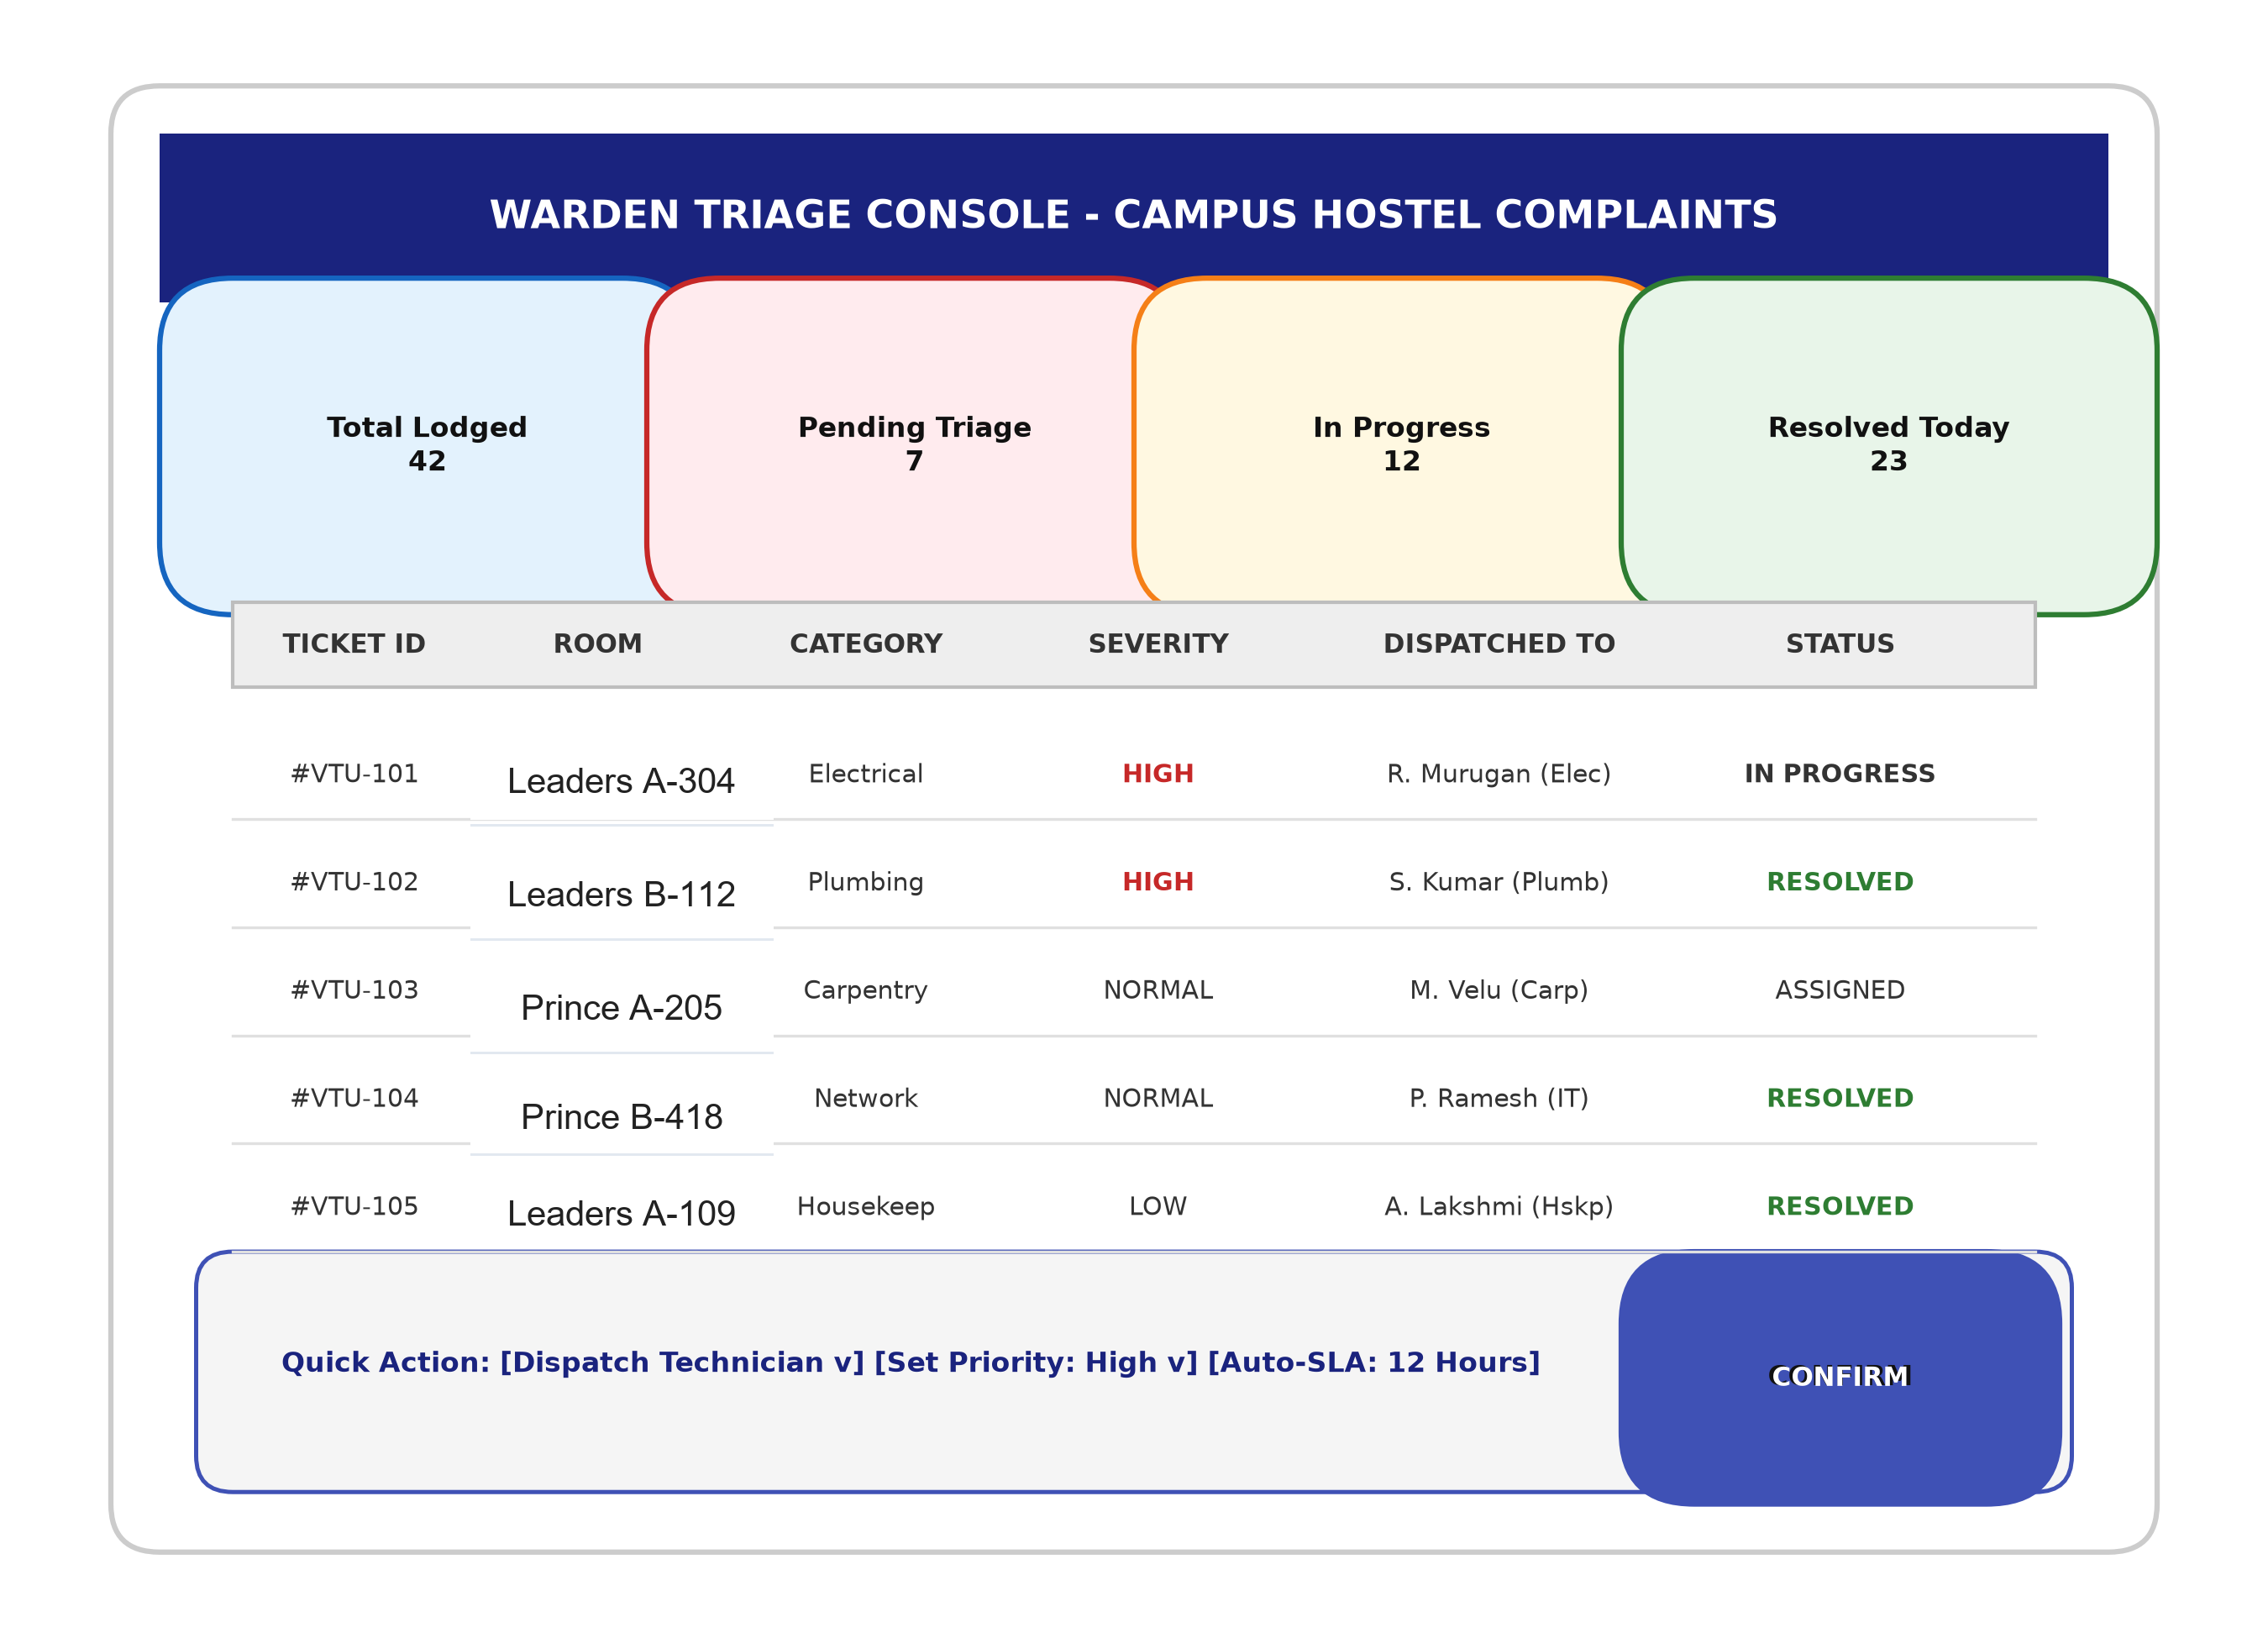 WARDEN TRIAGE CONSOLE - CAMPUS HOSTEL COMPLAINTS
Total Lodged
42
Pending Triage
7
In Progress
12
Resolved Today
23
TICKET ID ROOM CATEGORY SEVERITY DISPATCHED TO STATUS
#VTU-101 Leaders A-304 Electrical HIGH R. Murugan (Elec) IN PROGRESS
#VTU-102 Leaders B-112 Plumbing HIGH S. Kumar (Plumb) RESOLVED
#VTU-103 Prince A-205 Carpentry NORMAL M. Velu (Carp) ASSIGNED
#VTU-104 Prince B-418 Network NORMAL P. Ramesh (IT) RESOLVED
#VTU-105 Leaders A-109 Housekeep LOW A. Lakshmi (Hskp) RESOLVED
Quick Action: [Dispatch Technician v] [Set Priority: High v] [Auto-SLA: 12 Hours]
CONFIRM